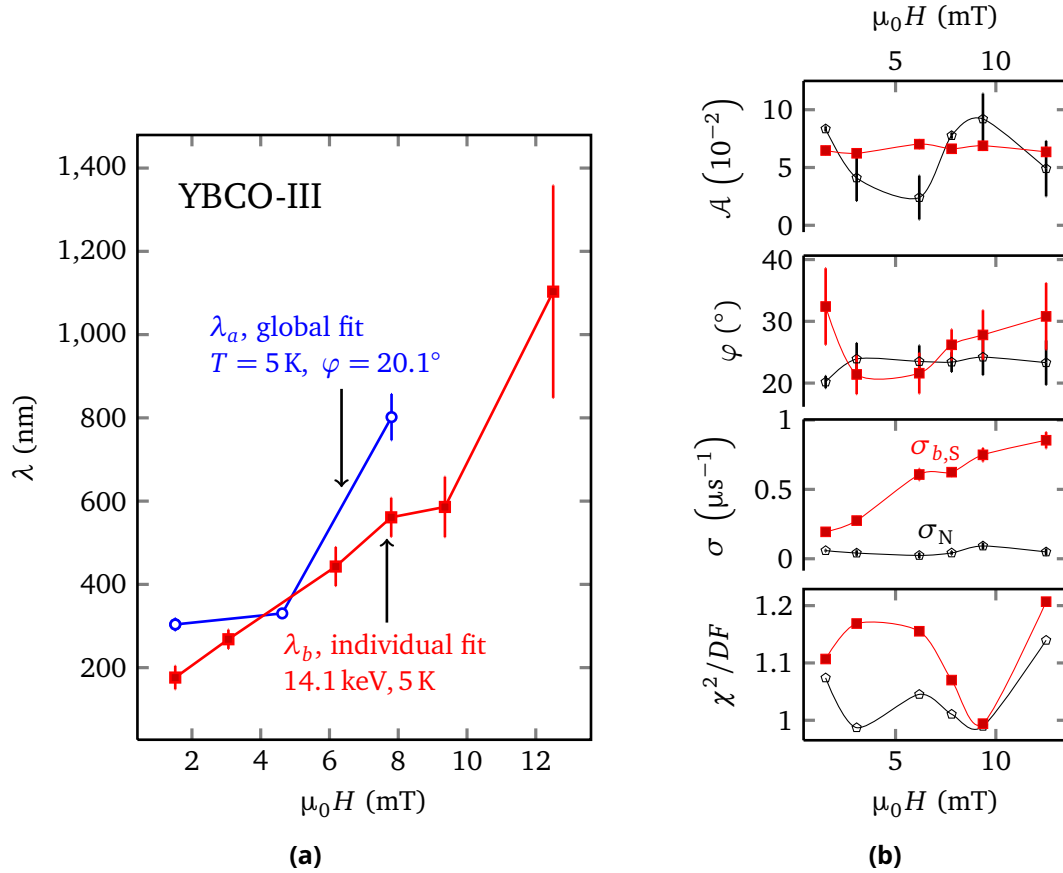 YBCO-III
λₐ, global fit
T = 5 K, φ = 20.1°
λ_b, individual fit
14.1 keV, 5 K
1,400
1,200
1,000
800
600
400
200
λ (nm)
2 4 6 8 10 12
μ₀H (mT)
(a)
μ₀H (mT)
5 10
10
5
0
𝒜 (10⁻²)
40
30
20
φ (°)
1
0.5
0
σ (μs⁻¹)
σ_b,S
σ_N
1.2
1.1
1
χ²/DF
5 10
μ₀H (mT)
(b)